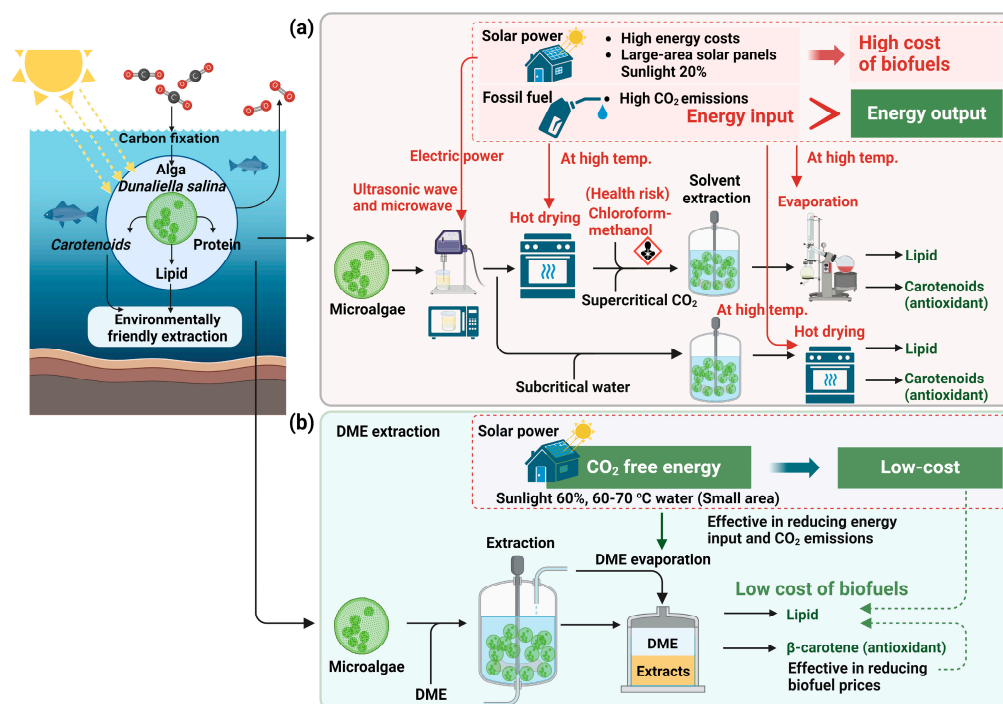 Carbon fixation
Alga
Dunaliella salina
Carotenoids
Protein
Lipid
Environmentally
friendly extraction
O C O
O C O
O C O
O O
O O
(a)
Solar power
• High energy costs
• Large-area solar panels
Sunlight 20%
High cost
of biofuels
Fossil fuel
• High CO₂ emissions
Energy input
>
Energy output
Electric power
At high temp.
At high temp.
Ultrasonic wave
and microwave
Hot drying
(Health risk)
Chloroform-
methanol
Solvent
extraction
Evaporation
Microalgae
Supercritical CO₂
Lipid
Carotenoids
(antioxidant)
At high temp.
Hot drying
Subcritical water
Lipid
Carotenoids
(antioxidant)
(b)
DME extraction
Solar power
CO₂ free energy
Low-cost
Sunlight 60%, 60-70 °C water (Small area)
Effective in reducing energy
input and CO₂ emissions
Extraction
DME evaporation
Low cost of biofuels
Lipid
Microalgae
DME
DME
Extracts
β-carotene (antioxidant)
Effective in reducing
biofuel prices